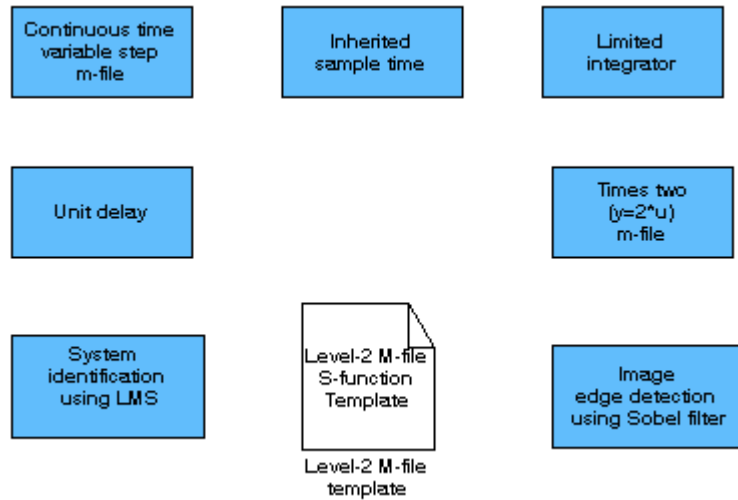 Continuous time
variable step
m-file
Inherited
sample time
Limited
integrator
Unit delay
Times two
(y=2*u)
m-file
System
identification
using LMS
Level-2 M-file
S-function
Template
Level-2 M-file
template
Image
edge detection
using Sobel filter